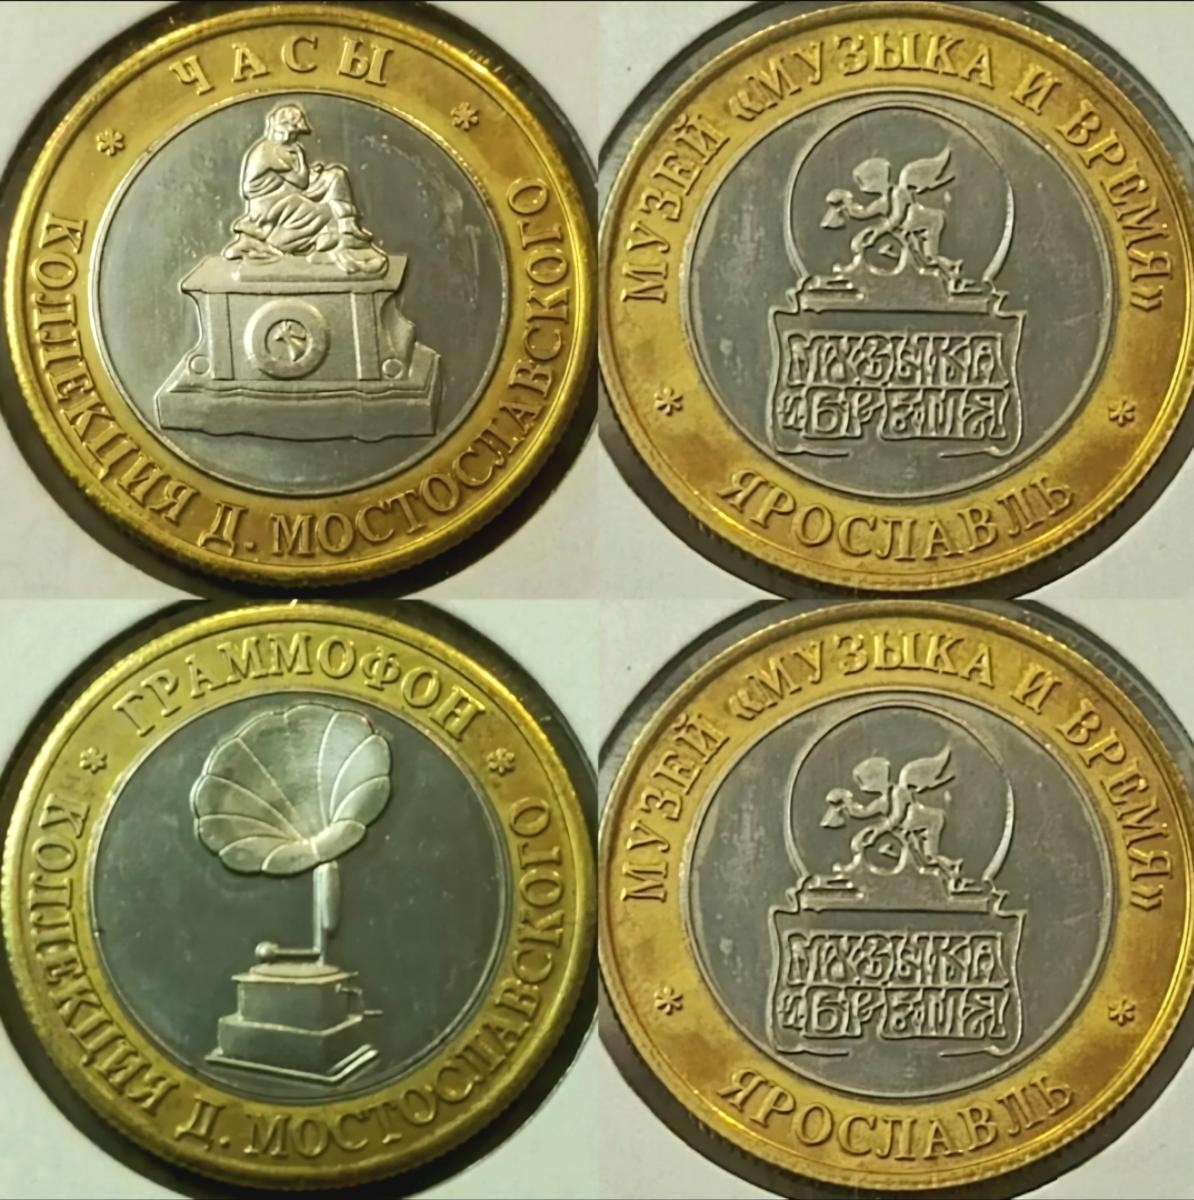 ЧАСЫ
КОЛЛЕКЦИЯ Д. МОСТОСЛАВСКОГО
МУЗЕЙ «МУЗЫКА И ВРЕМЯ»
МУЗЫКА
И ВРЕМЯ
ЯРОСЛАВЛЬ
ГРАММОФОН
КОЛЛЕКЦИЯ Д. МОСТОСЛАВСКОГО
МУЗЕЙ «МУЗЫКА И ВРЕМЯ»
МУЗЫКА
И ВРЕМЯ
ЯРОСЛАВЛЬ